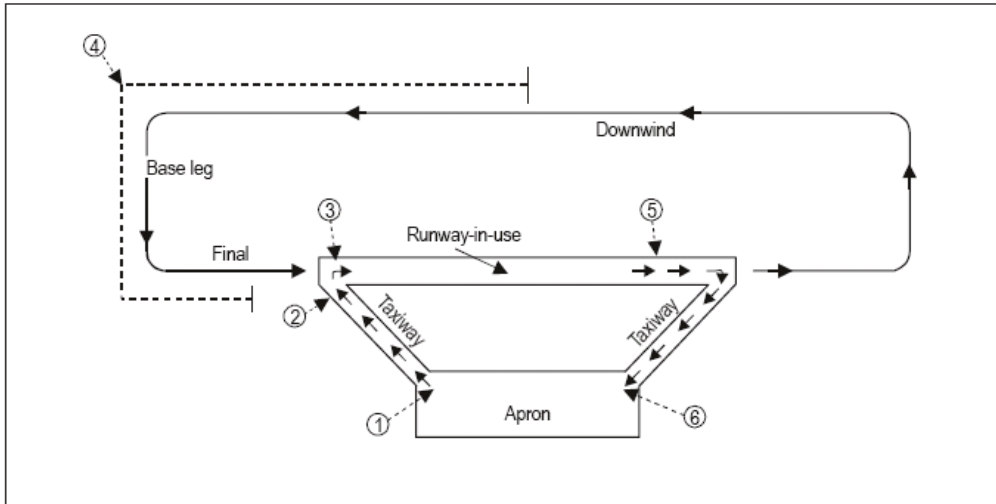 ④
Downwind
Base leg
③
⑤
Runway-in-use
Final
②
Taxiway
Taxiway
①
Apron
⑥